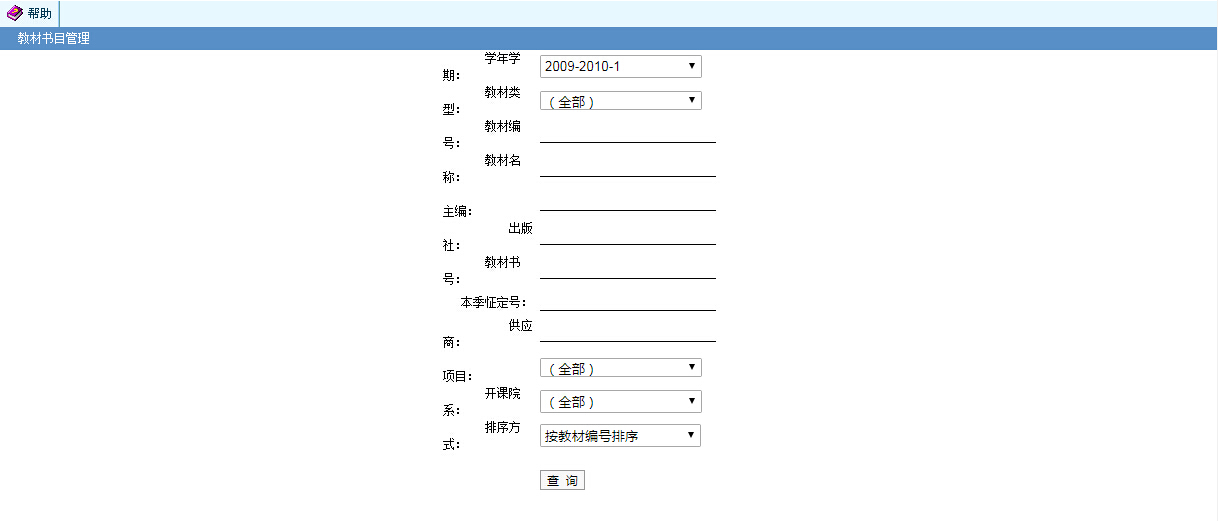 帮助
教材书目管理
学年学
期： 2009-2010-1
教材类
型： （全部）
教材编
号：
教材名
称：
主编：
出版
社：
教材书
号：
本季怔定号：
供应
商：
项目： （全部）
开课院
系： （全部）
排序方
式： 按教材编号排序
查 询